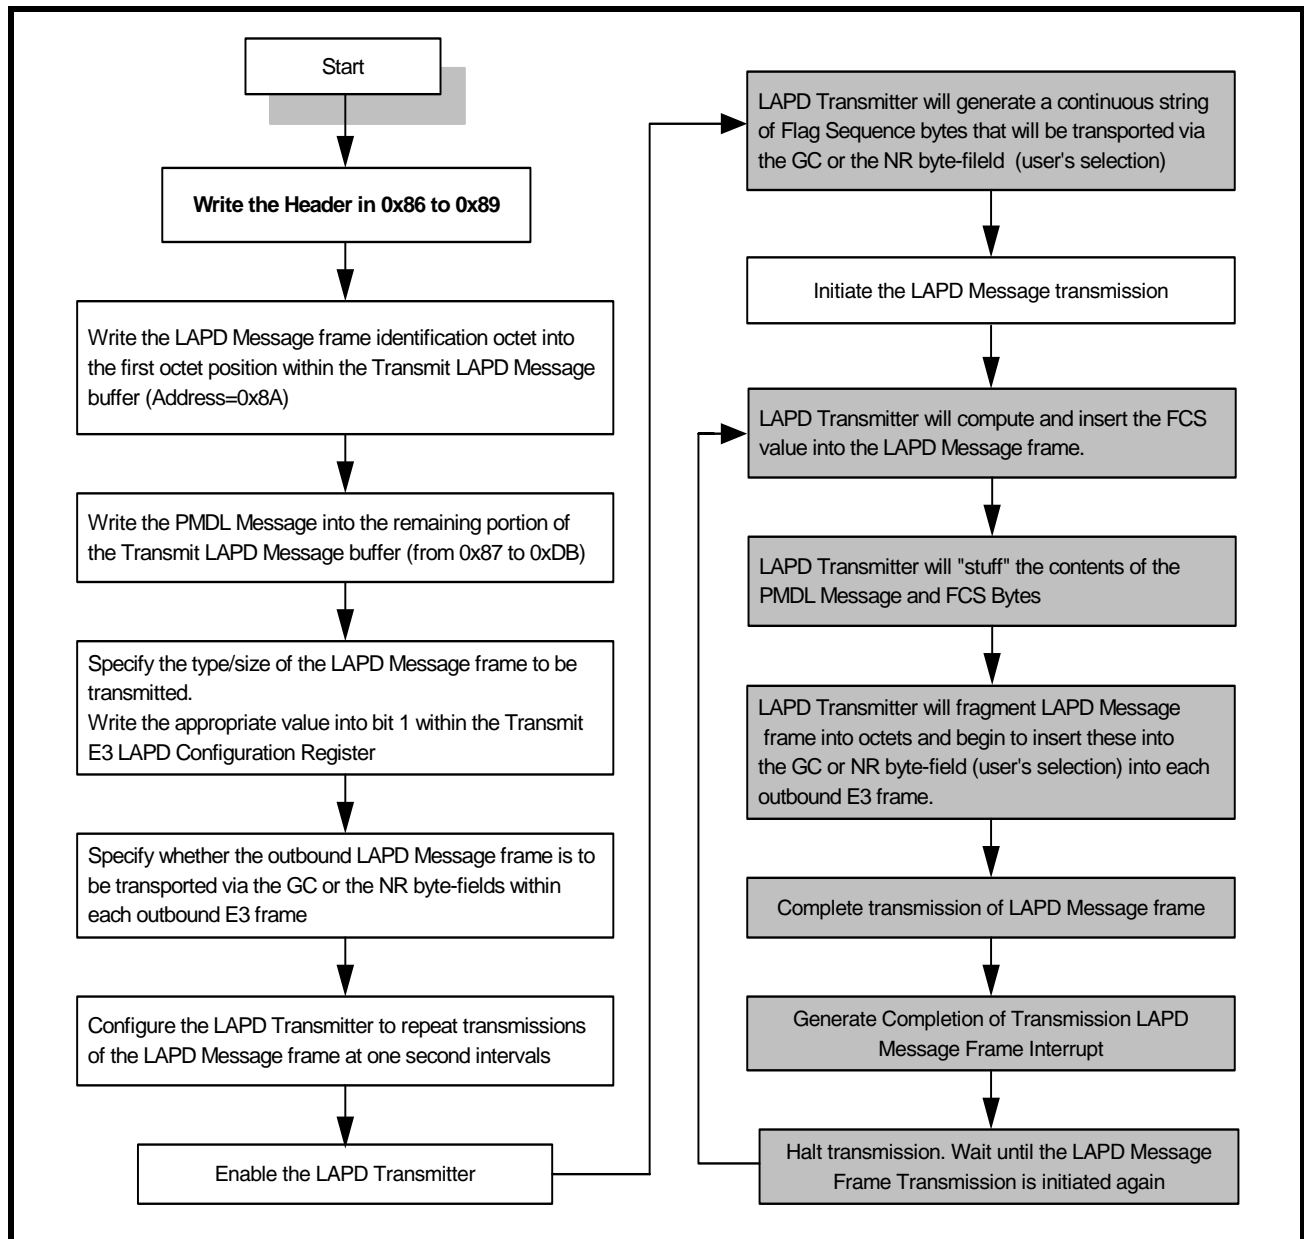 Start
Write the Header in 0x86 to 0x89
Write the LAPD Message frame identification octet into
the first octet position within the Transmit LAPD Message
buffer (Address=0x8A)
Write the PMDL Message into the remaining portion of
the Transmit LAPD Message buffer (from 0x87 to 0xDB)
Specify the type/size of the LAPD Message frame to be
transmitted.
Write the appropriate value into bit 1 within the Transmit
E3 LAPD Configuration Register
Specify whether the outbound LAPD Message frame is to
be transported via the GC or the NR byte-fields within
each outbound E3 frame
Configure the LAPD Transmitter to repeat transmissions
of the LAPD Message frame at one second intervals
Enable the LAPD Transmitter
LAPD Transmitter will generate a continuous string
of Flag Sequence bytes that will be transported via
the GC or the NR byte-fileld (user's selection)
Initiate the LAPD Message transmission
LAPD Transmitter will compute and insert the FCS
value into the LAPD Message frame.
LAPD Transmitter will "stuff" the contents of the
PMDL Message and FCS Bytes
LAPD Transmitter will fragment LAPD Message
frame into octets and begin to insert these into
the GC or NR byte-field (user's selection) into each
outbound E3 frame.
Complete transmission of LAPD Message frame
Generate Completion of Transmission LAPD
Message Frame Interrupt
Halt transmission. Wait until the LAPD Message
Frame Transmission is initiated again